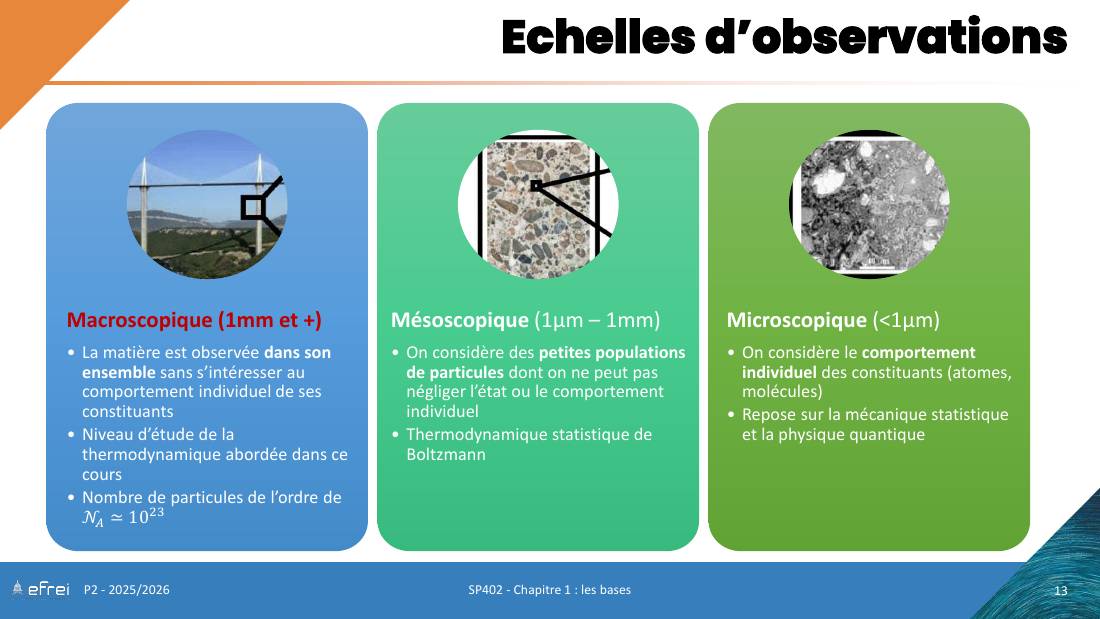 Echelles d’observations
Macroscopique (1mm et +)
• La matière est observée dans son
ensemble sans s’intéresser au
comportement individuel de ses
constituants
• Niveau d’étude de la
thermodynamique abordée dans ce
cours
• Nombre de particules de l’ordre de
𝒩_A ≃ 10²³
Mésoscopique (1µm – 1mm)
• On considère des petites populations
de particules dont on ne peut pas
négliger l’état ou le comportement
individuel
• Thermodynamique statistique de
Boltzmann
Microscopique (<1µm)
• On considère le comportement
individuel des constituants (atomes,
molécules)
• Repose sur la mécanique statistique
et la physique quantique
efrei
P2 - 2025/2026
SP402 - Chapitre 1 : les bases
13